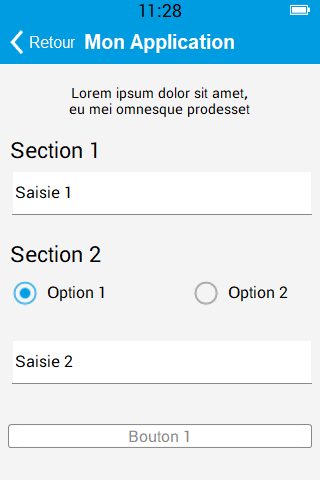 11:28
Retour Mon Application
Lorem ipsum dolor sit amet,
eu mei omnesque prodesset
Section 1
Saisie 1
Section 2
Option 1 Option 2
Saisie 2
Bouton 1